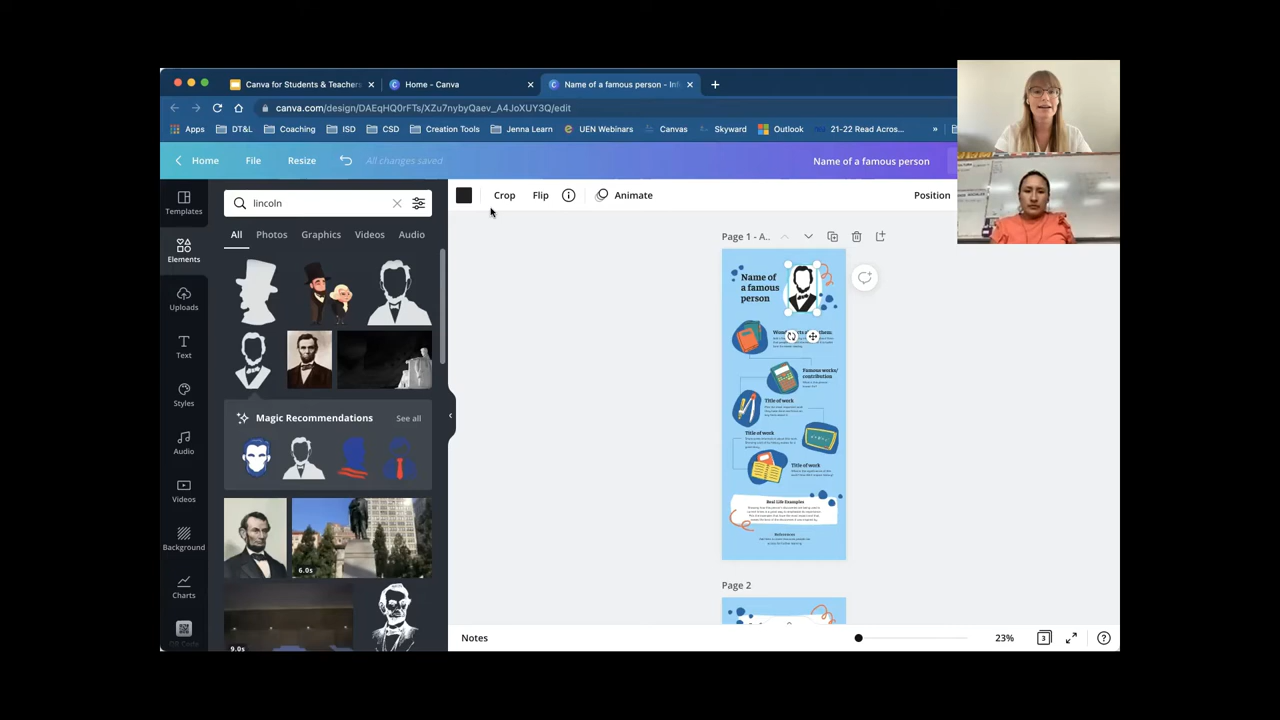 Canva for Students & Teachers
Home - Canva
Name of a famous person - Inf
canva.com/design/DAEqHQ0rFTs/XZu7nybyQaev_A4JoXUY3Q/edit
Apps
DT&L
Coaching
ISD
CSD
Creation Tools
Jenna Learn
UEN Webinars
Canvas
Skyward
Outlook
21-22 Read Acros...
»
Home
File
Resize
All changes saved
Name of a famous person
Templates
Elements
Uploads
Text
Styles
Audio
Videos
Background
Charts
QR Code
lincoln
All
Photos
Graphics
Videos
Audio
Magic Recommendations
See all
6.0s
9.0s
Crop
Flip
Animate
Position
Page 1 - A..
Name of
a famous
person
Famous works/
contribution
Title of work
Title of work
Title of work
Real Life Examples
References
Page 2
Notes
23%
3
?